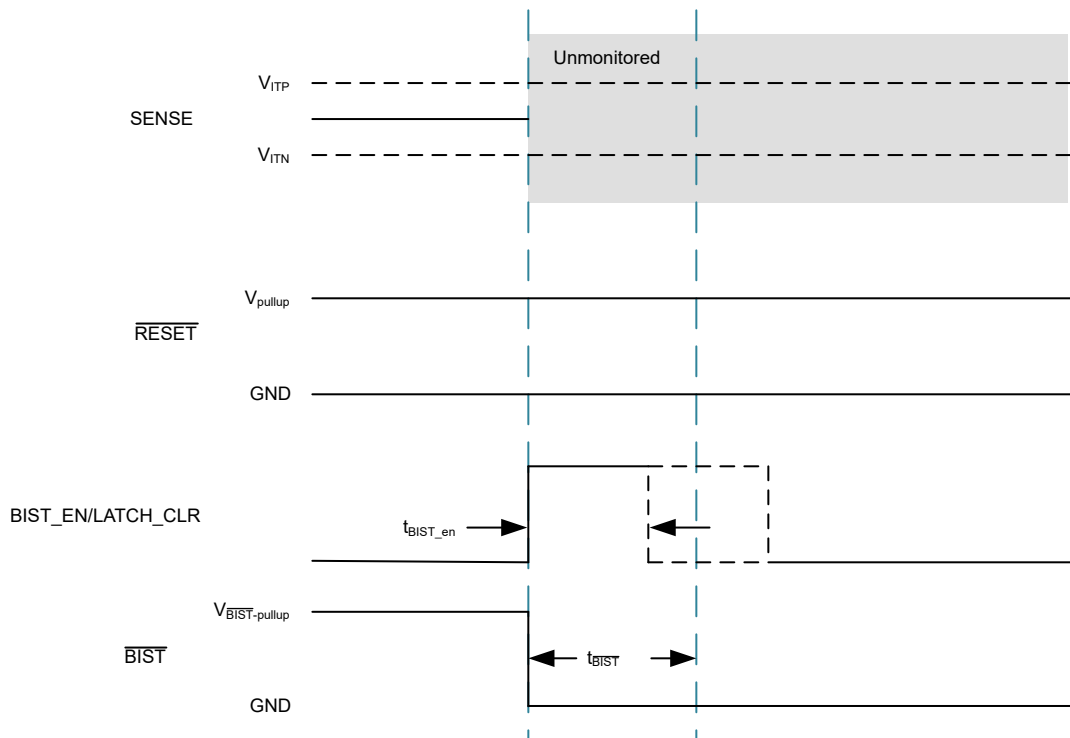 Unmonitored
VITP
SENSE
VITN
Vpullup
RESET
GND
BIST_EN/LATCH_CLR
tBIST_en
VBIST-pullup
BIST
tBIST
GND